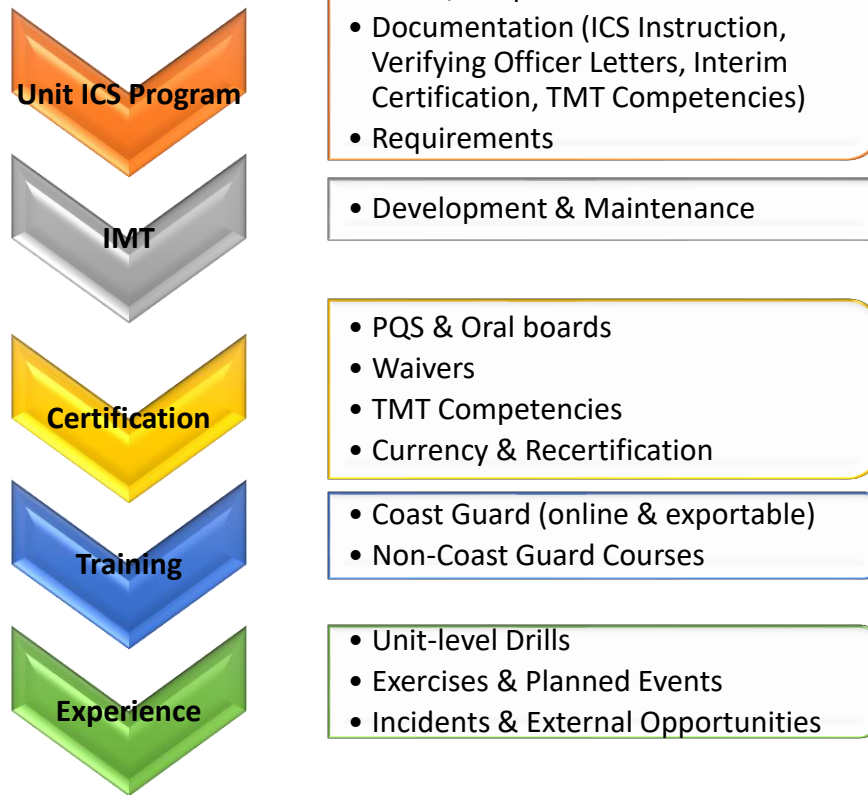 Unit ICS Program
• Documentation (ICS Instruction,
Verifying Officer Letters, Interim
Certification, TMT Competencies)
• Requirements
IMT
• Development & Maintenance
Certification
• PQS & Oral boards
• Waivers
• TMT Competencies
• Currency & Recertification
Training
• Coast Guard (online & exportable)
• Non-Coast Guard Courses
Experience
• Unit-level Drills
• Exercises & Planned Events
• Incidents & External Opportunities